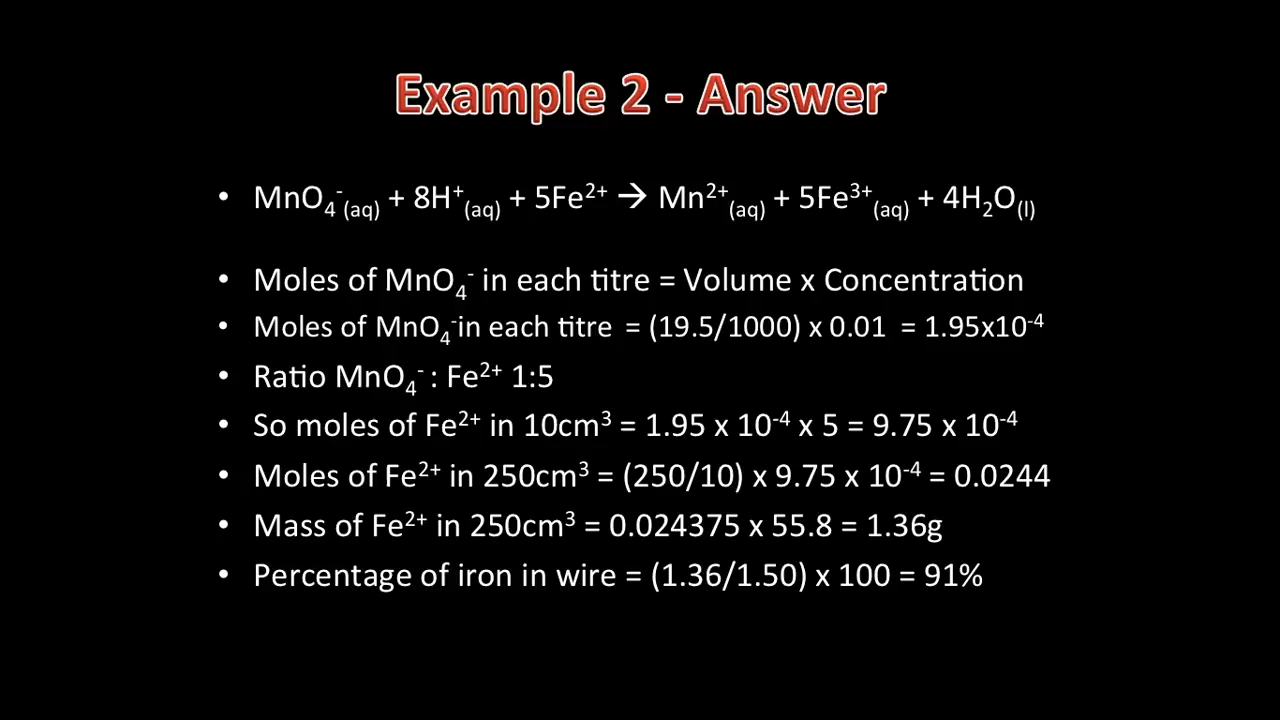 Example 2 - Answer
• MnO₄⁻(aq) + 8H⁺(aq) + 5Fe²⁺ → Mn²⁺(aq) + 5Fe³⁺(aq) + 4H₂O(l)
• Moles of MnO₄⁻ in each titre = Volume x Concentration
• Moles of MnO₄⁻in each titre = (19.5/1000) x 0.01 = 1.95x10⁻⁴
• Ratio MnO₄⁻ : Fe²⁺ 1:5
• So moles of Fe²⁺ in 10cm³ = 1.95 x 10⁻⁴ x 5 = 9.75 x 10⁻⁴
• Moles of Fe²⁺ in 250cm³ = (250/10) x 9.75 x 10⁻⁴ = 0.0244
• Mass of Fe²⁺ in 250cm³ = 0.024375 x 55.8 = 1.36g
• Percentage of iron in wire = (1.36/1.50) x 100 = 91%